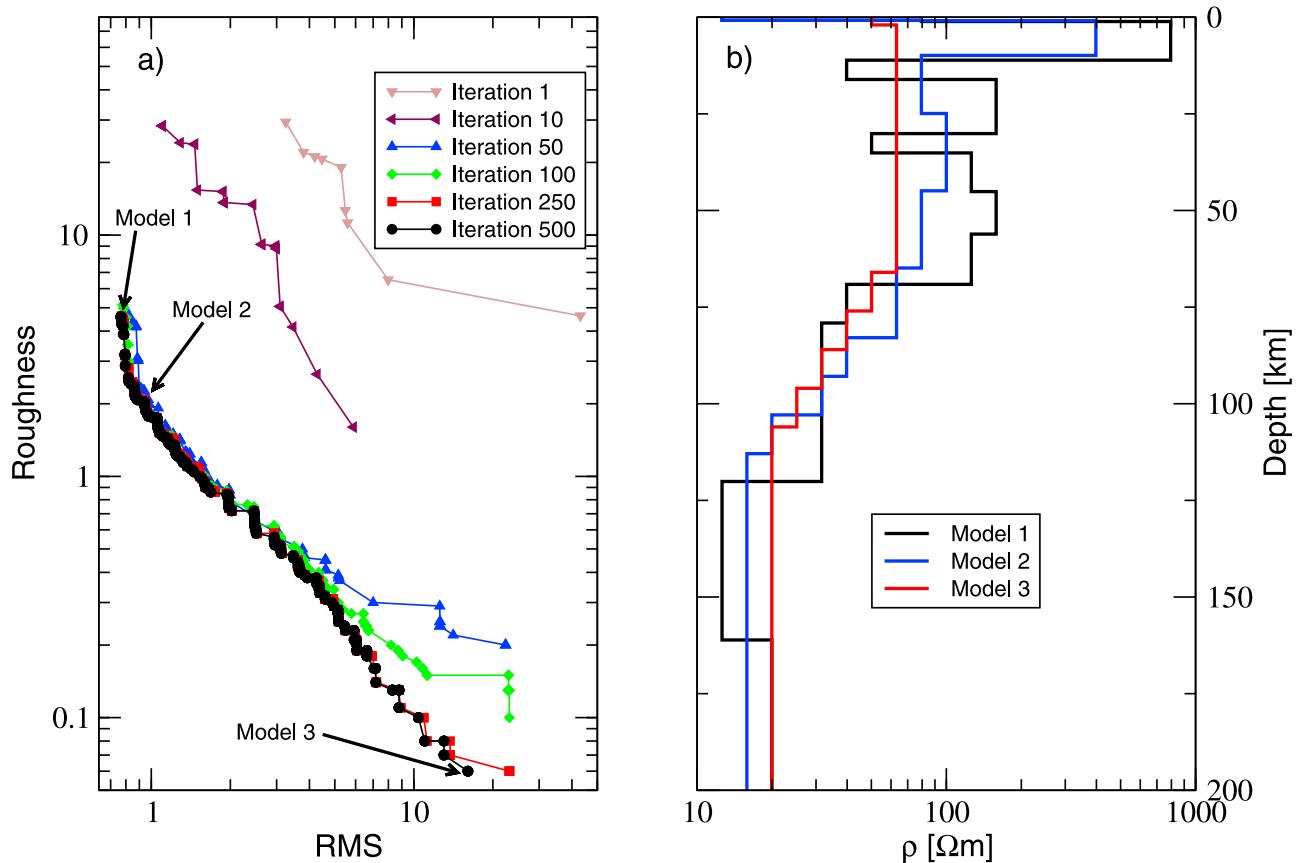 a)
Iteration 1
Iteration 10
Iteration 50
Iteration 100
Iteration 250
Iteration 500
Model 1
Model 2
Model 3
10
1
0.1
Roughness
1
10
RMS
b)
Model 1
Model 2
Model 3
0
50
100
150
200
Depth [km]
10
100
1000
ρ [Ωm]